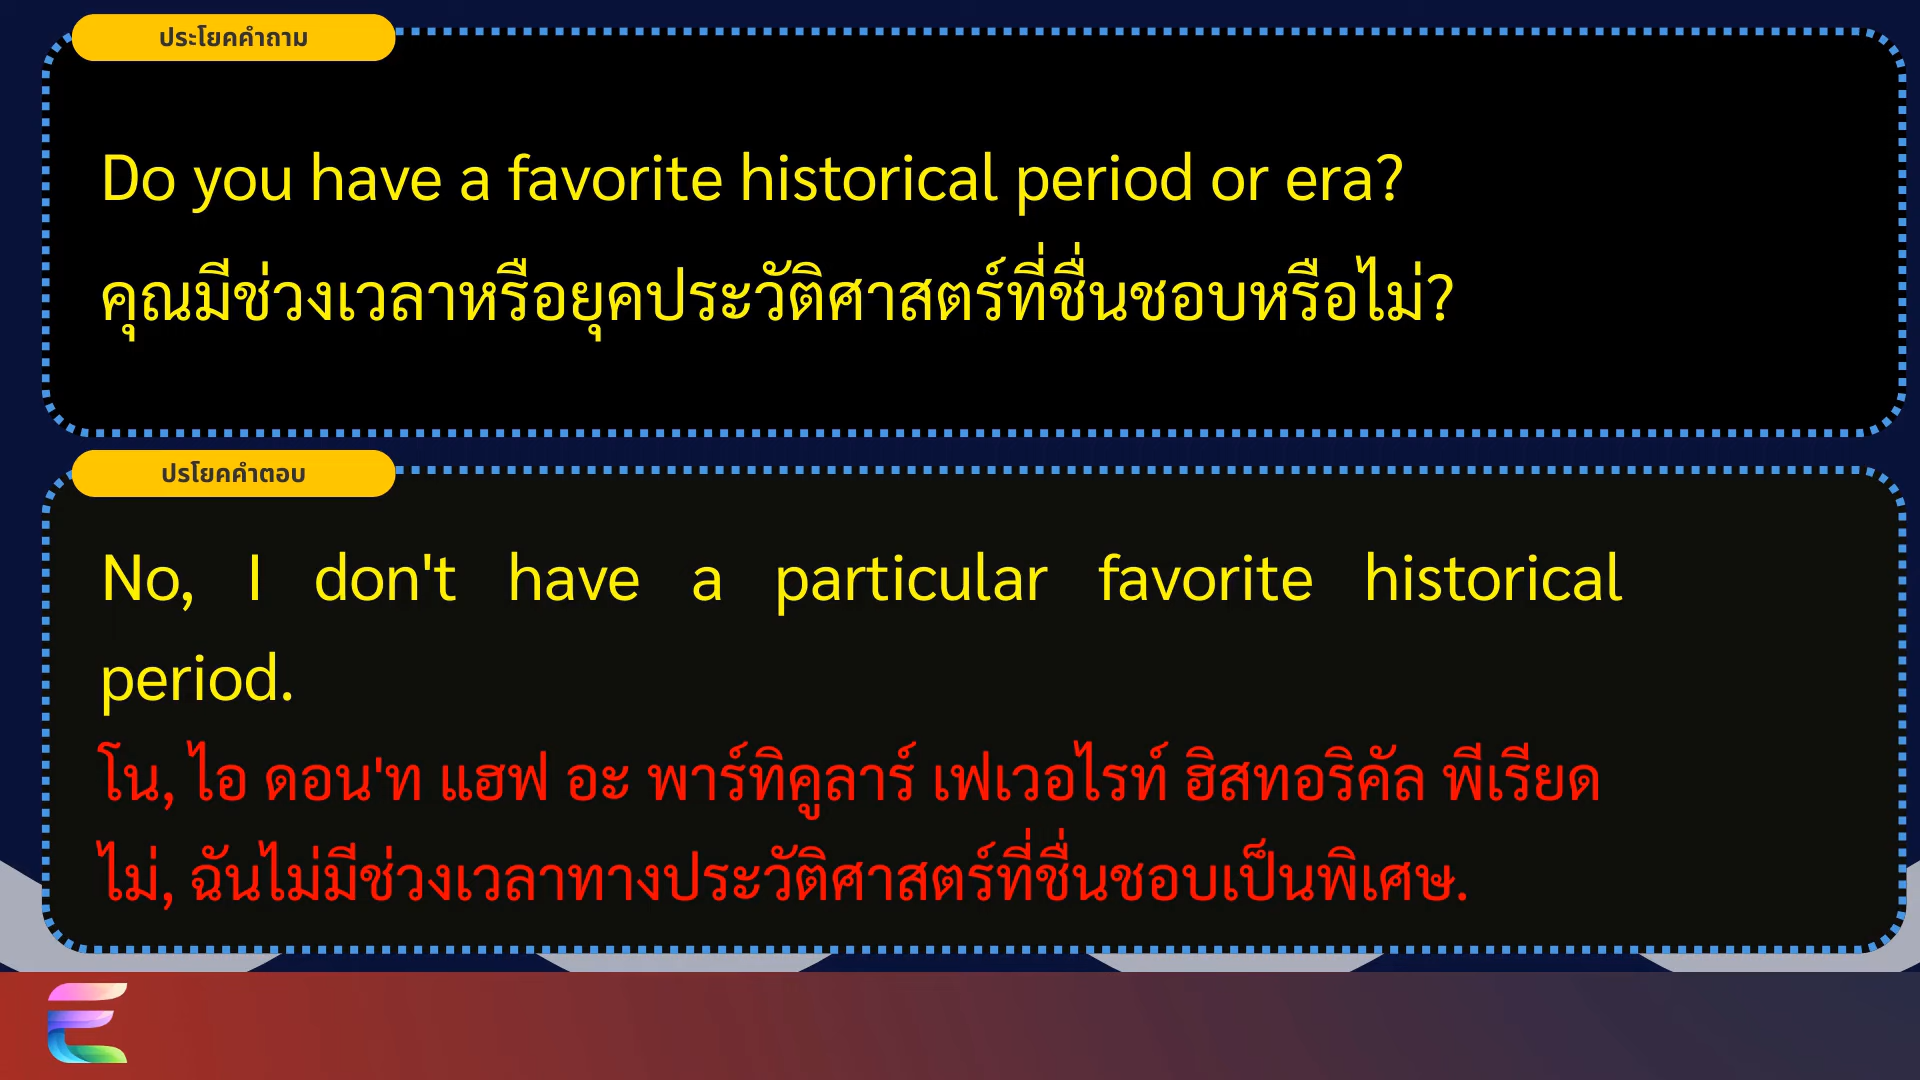 ประโยคคำถาม
Do you have a favorite historical period or era?
คุณมีช่วงเวลาหรือยุคประวัติศาสตร์ที่ชื่นชอบหรือไม่?
ปรโยคคำตอบ
No, I don't have a particular favorite historical
period.
โน, ไอ ดอน'ท แฮฟ อะ พาร์ทิคูลาร์ เฟเวอไรท์ ฮิสทอริคัล พีเรียด
ไม่, ฉันไม่มีช่วงเวลาทางประวัติศาสตร์ที่ชื่นชอบเป็นพิเศษ.